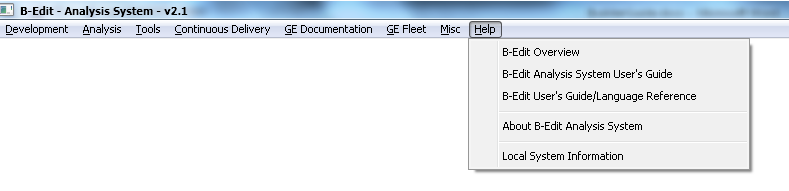 B-Edit - Analysis System - v2.1
Development Analysis Tools Continuous Delivery GE Documentation GE Fleet Misc Help
B-Edit Overview
B-Edit Analysis System User's Guide
B-Edit User's Guide/Language Reference
About B-Edit Analysis System
Local System Information